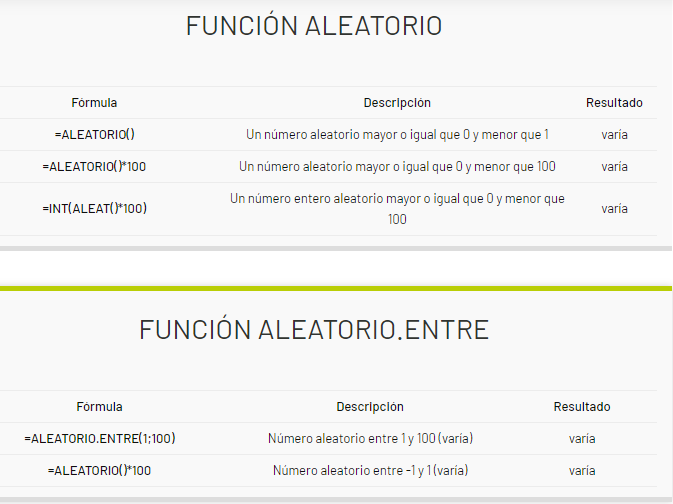 FUNCIÓN ALEATORIO
Fórmula Descripción Resultado
=ALEATORIO() Un número aleatorio mayor o igual que 0 y menor que 1 varía
=ALEATORIO()*100 Un número aleatorio mayor o igual que 0 y menor que 100 varía
=INT(ALEAT()*100) Un número entero aleatorio mayor o igual que 0 y menor que
100 varía
FUNCIÓN ALEATORIO.ENTRE
Fórmula Descripción Resultado
=ALEATORIO.ENTRE(1;100) Número aleatorio entre 1 y 100 (varía) varía
=ALEATORIO()*100 Número aleatorio entre -1 y 1 (varía) varía